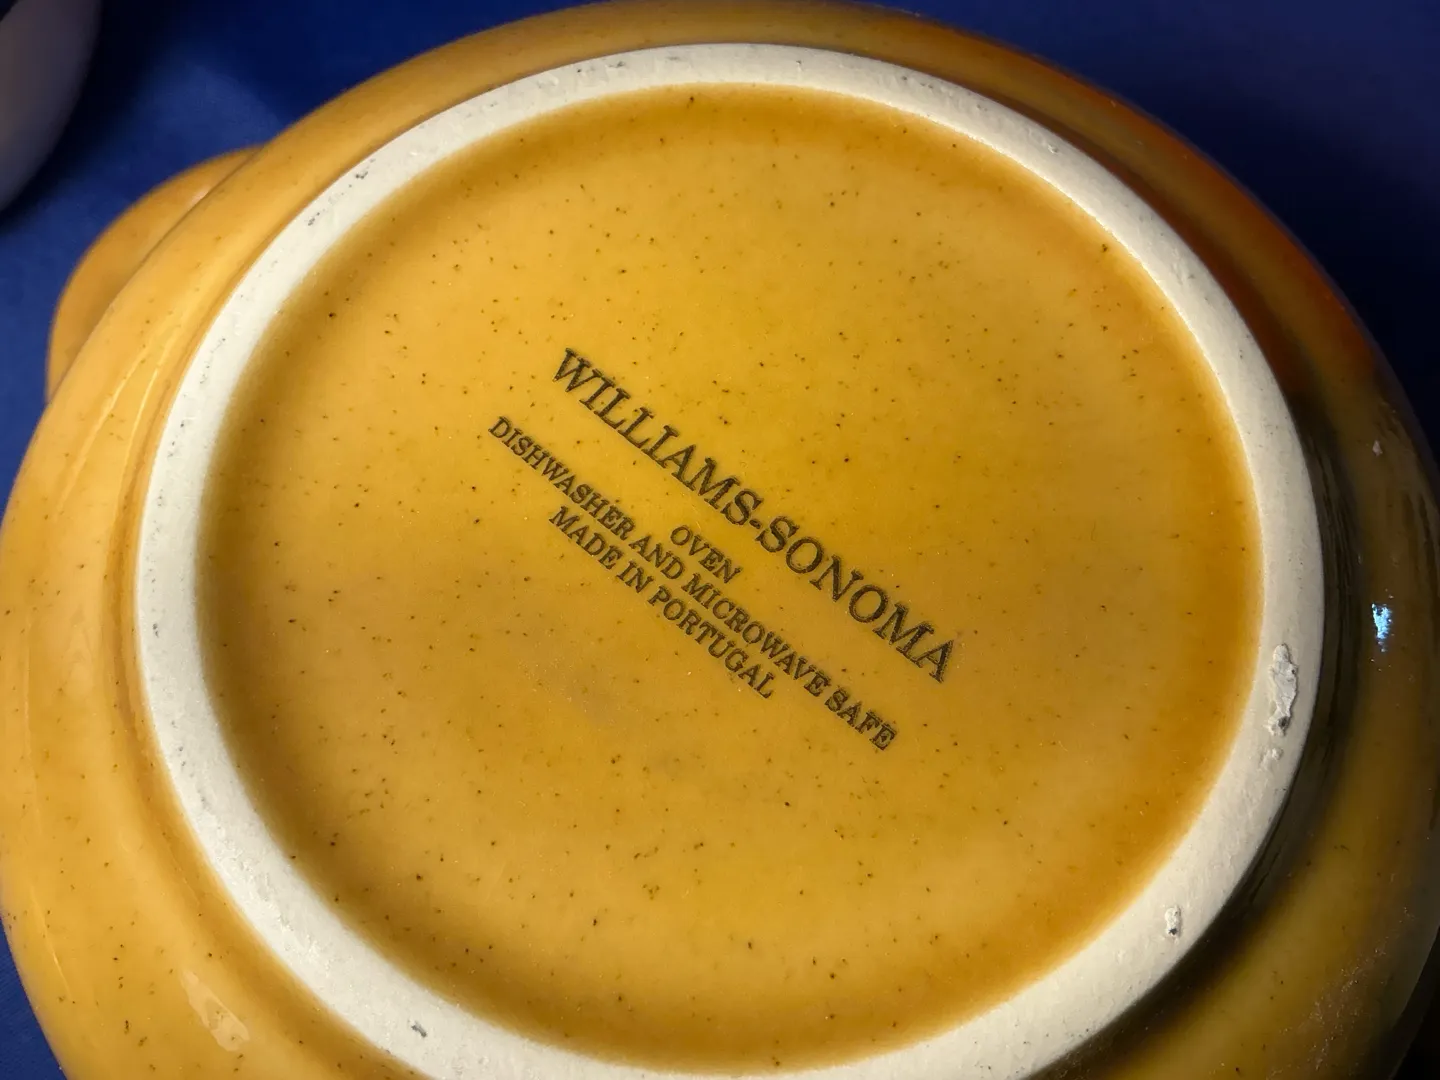 WILLIAMS-SONOMA
OVEN
DISHWASHER AND MICROWAVE SAFE
MADE IN PORTUGAL